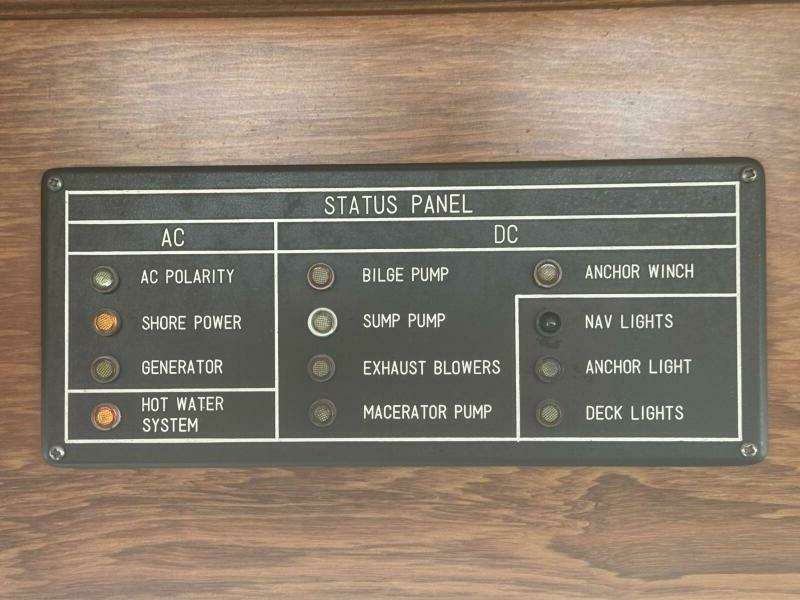 STATUS PANEL
AC
DC
AC POLARITY
SHORE POWER
GENERATOR
HOT WATER
SYSTEM
BILGE PUMP
SUMP PUMP
EXHAUST BLOWERS
MACERATOR PUMP
ANCHOR WINCH
NAV LIGHTS
ANCHOR LIGHT
DECK LIGHTS